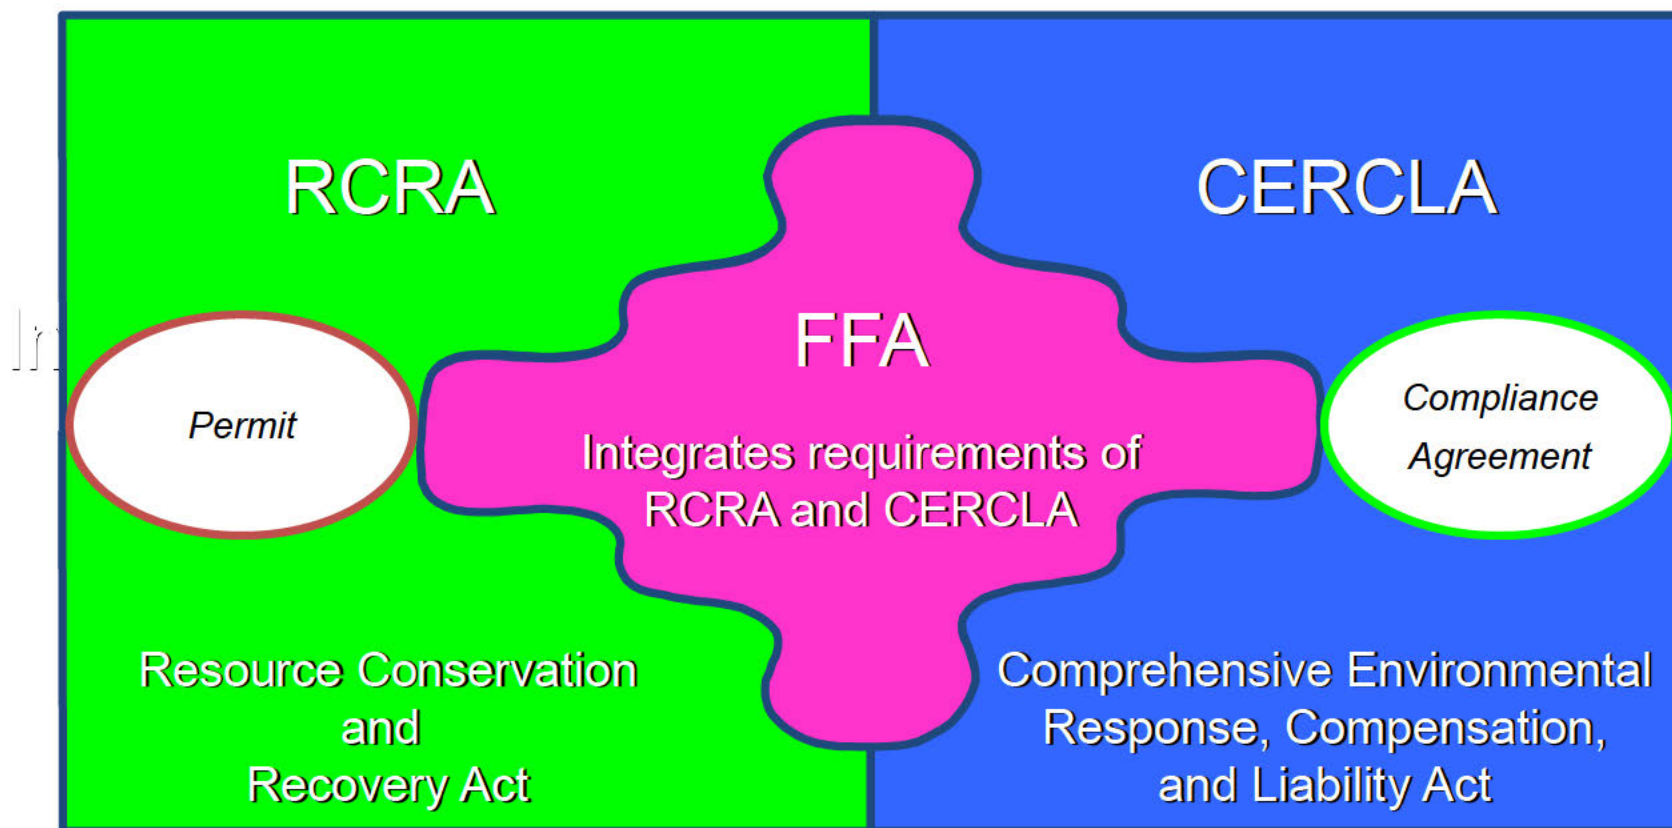 RCRA
CERCLA
FFA
Permit
Compliance
Agreement
Integrates requirements of
RCRA and CERCLA
Resource Conservation
and
Recovery Act
Comprehensive Environmental
Response, Compensation,
and Liability Act